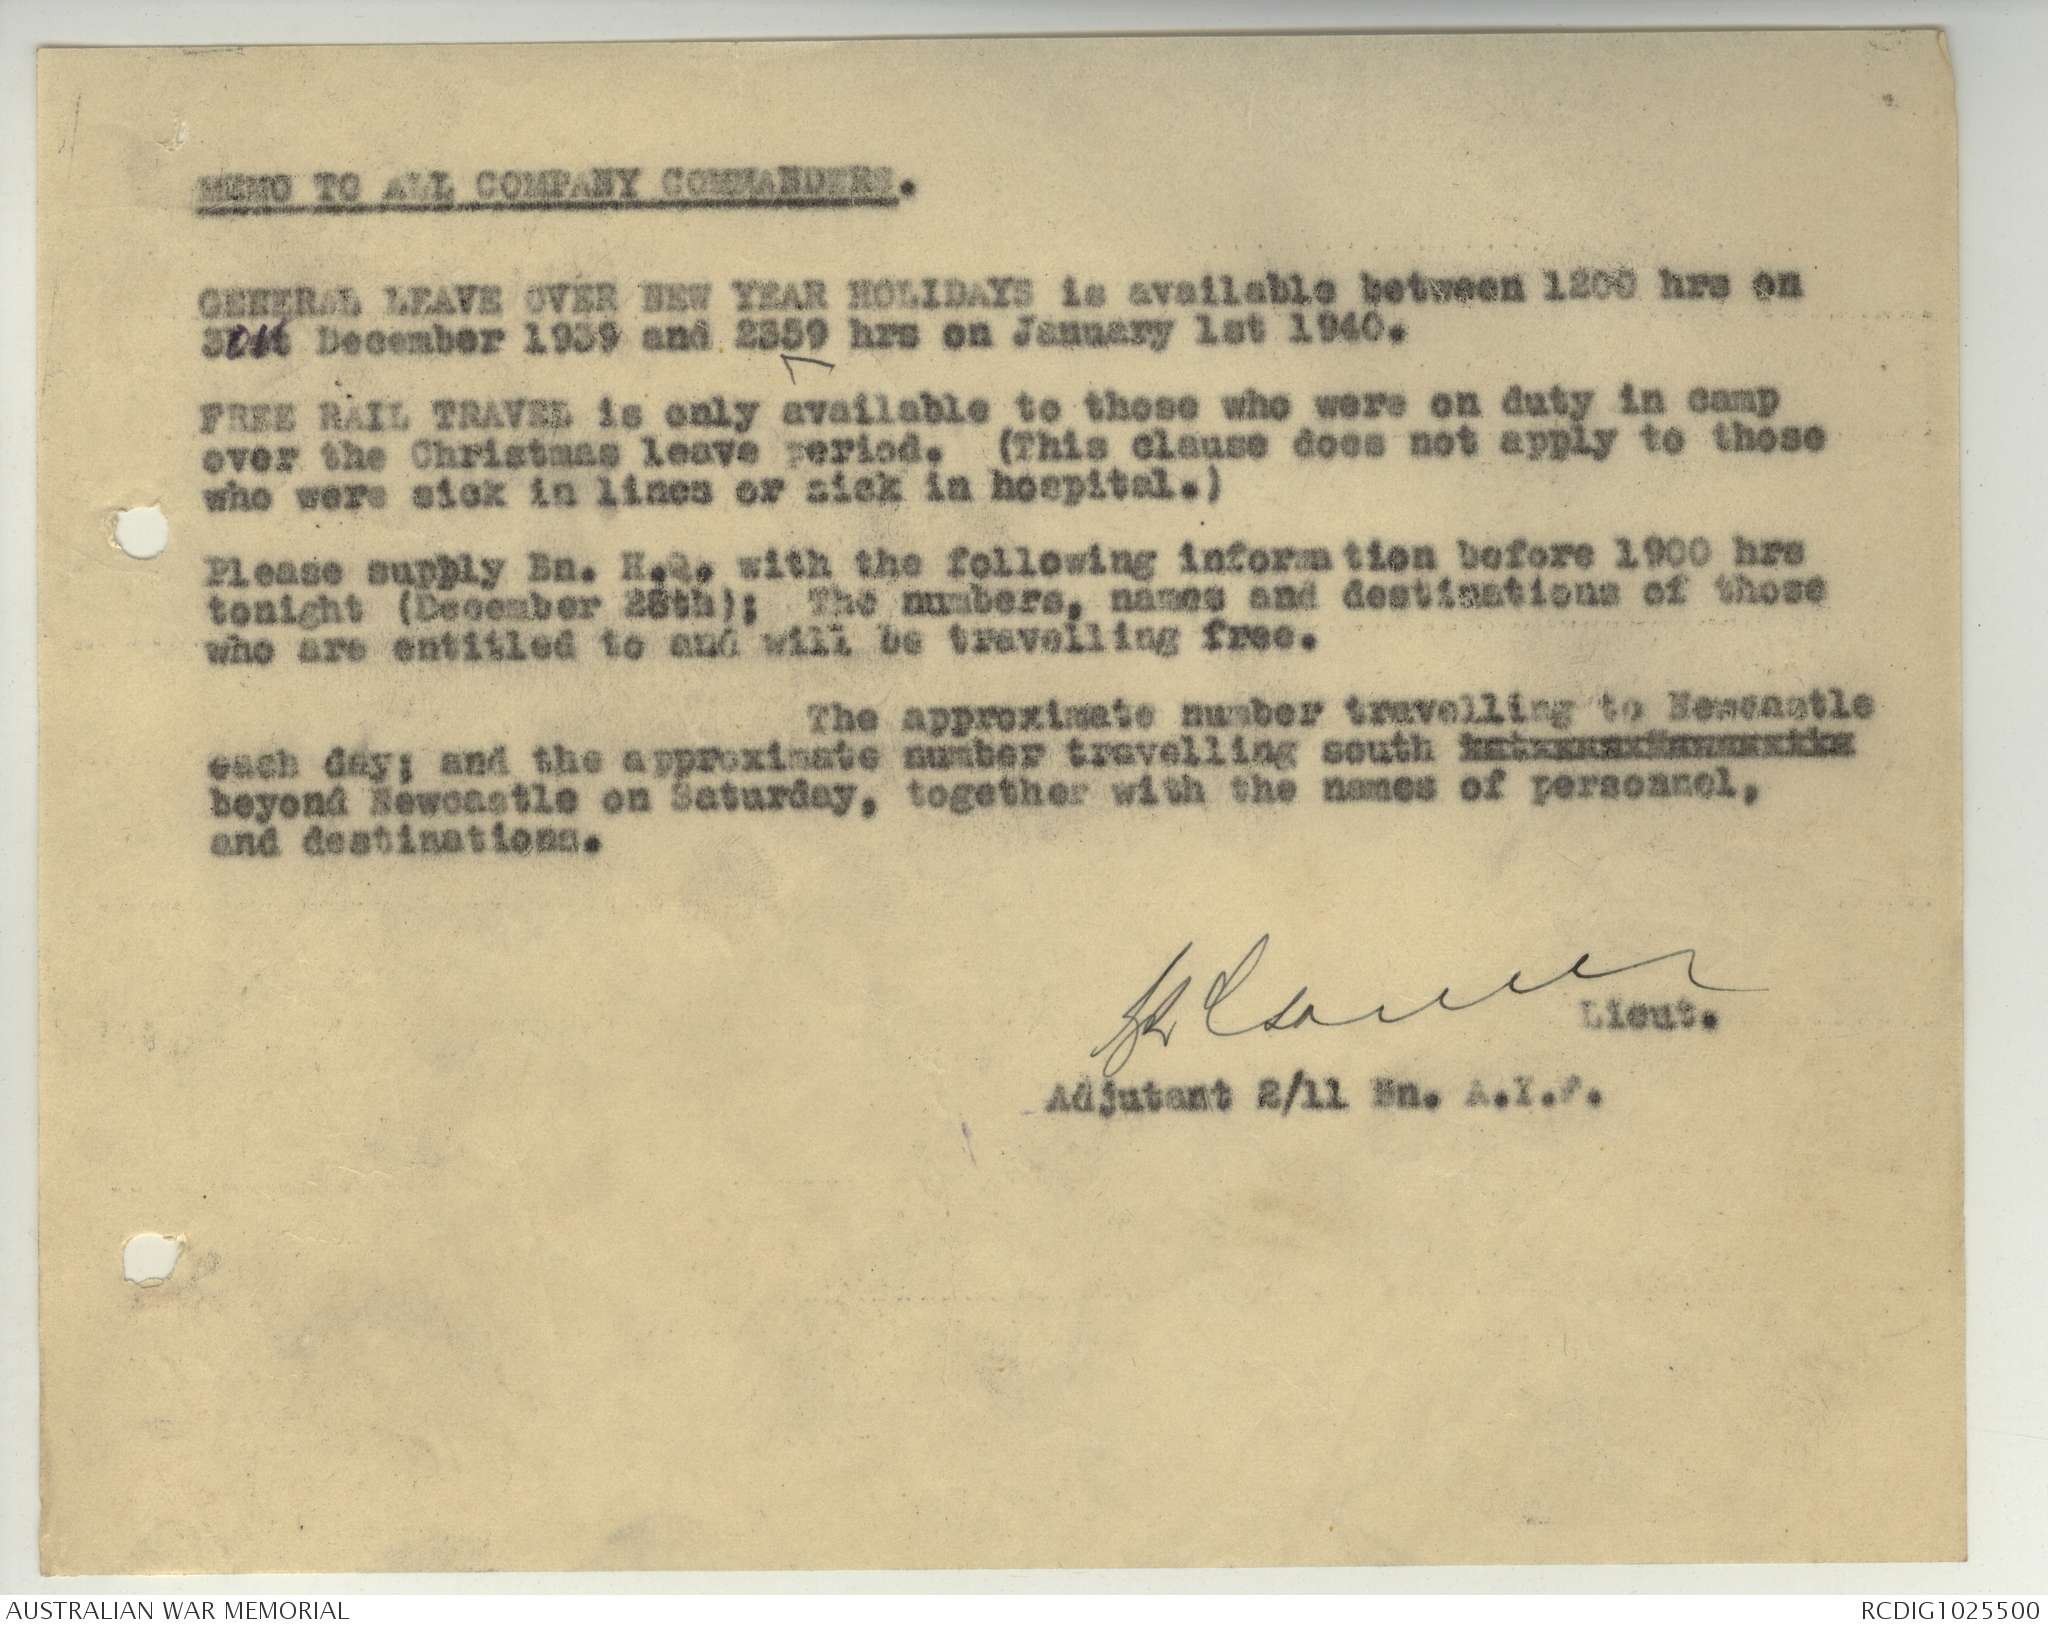 MEMO TO ALL COMPANY COMMANDERS.
GENERAL LEAVE OVER NEW YEAR HOLIDAYS is available between 1200 hrs on
30th December 1939 and 2359 hrs on January 1st 1940.
FREE RAIL TRAVEL is only available to those who were on duty in camp
over the Christmas leave period. (This clause does not apply to those
who were sick in lines or sick in hospital.)
Please supply Bn. H.Q. with the following information before 1900 hrs
tonight (December 28th); The numbers, names and destinations of those
who are entitled to and will be travelling free.
The approximate number travelling to Newcastle
each day; and the approximate number travelling south
beyond Newcastle on Saturday, together with the names of personnel,
and destinations.
Lieut.
Adjutant 2/11 Bn. A.I.F.
AUSTRALIAN WAR MEMORIAL
RCDIG1025500